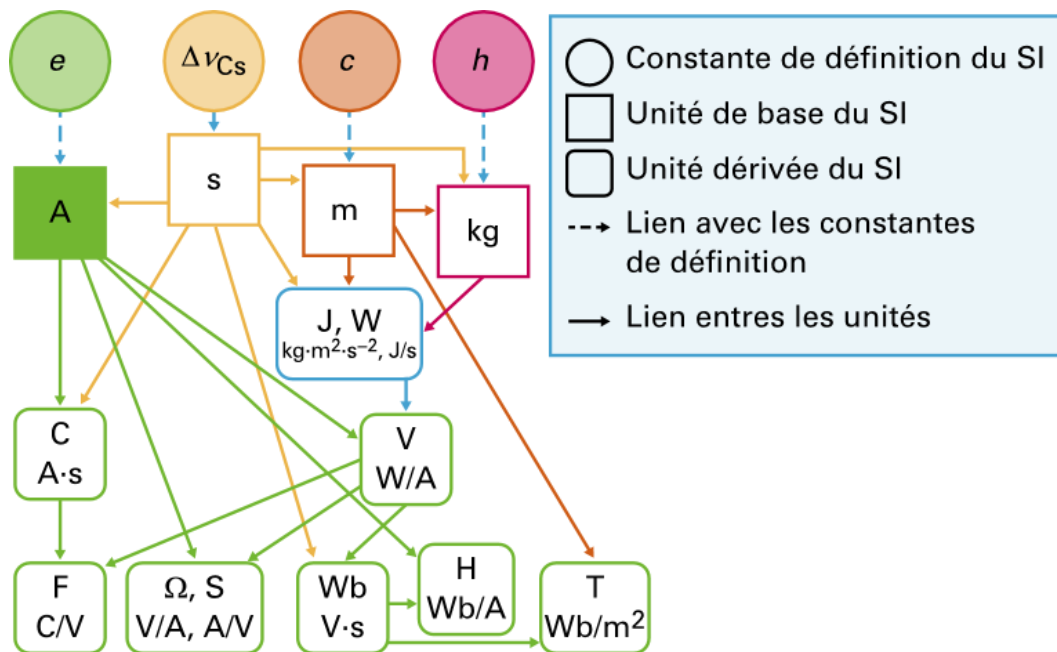 e
Δν_Cs
c
h
A
s
m
kg
J, W
kg·m²·s⁻², J/s
C
A·s
V
W/A
F
C/V
Ω, S
V/A, A/V
Wb
V·s
H
Wb/A
T
Wb/m²
Constante de définition du SI
Unité de base du SI
Unité dérivée du SI
Lien avec les constantes
de définition
Lien entres les unités